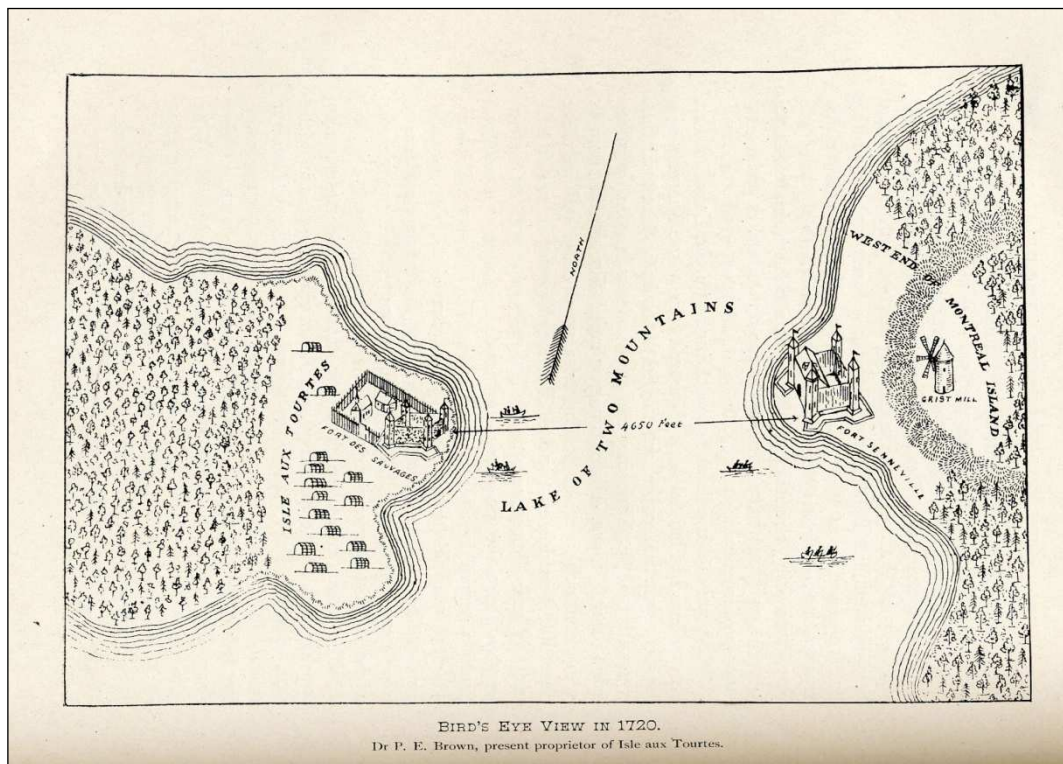 NORTH
WEST END OF MONTREAL ISLAND
LAKE OF TWO MOUNTAINS
ISLE AUX TOURTES
FORT DES SAUVAGES
4650 Feet
GRIST MILL
FORT SENNEVILLE
BIRD'S EYE VIEW IN 1720.
Dr P. E. Brown, present proprietor of Isle aux Tourtes.